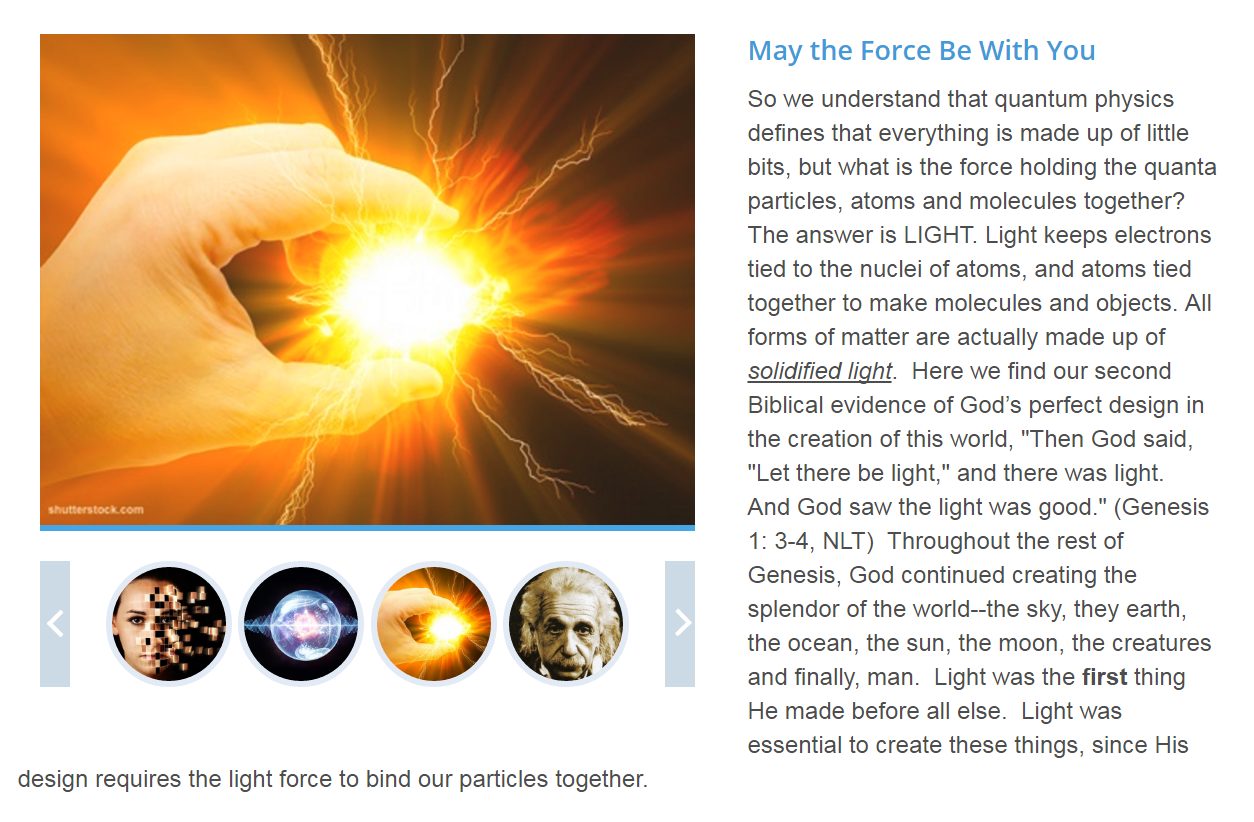 May the Force Be With You
So we understand that quantum physics
defines that everything is made up of little
bits, but what is the force holding the quanta
particles, atoms and molecules together?
The answer is LIGHT. Light keeps electrons
tied to the nuclei of atoms, and atoms tied
together to make molecules and objects. All
forms of matter are actually made up of
solidified light.  Here we find our second
Biblical evidence of God’s perfect design in
the creation of this world, "Then God said,
"Let there be light," and there was light.
And God saw the light was good." (Genesis
1: 3-4, NLT)  Throughout the rest of
Genesis, God continued creating the
splendor of the world--the sky, they earth,
the ocean, the sun, the moon, the creatures
and finally, man.  Light was the first thing
He made before all else.  Light was
essential to create these things, since His
design requires the light force to bind our particles together.
shutterstock.com